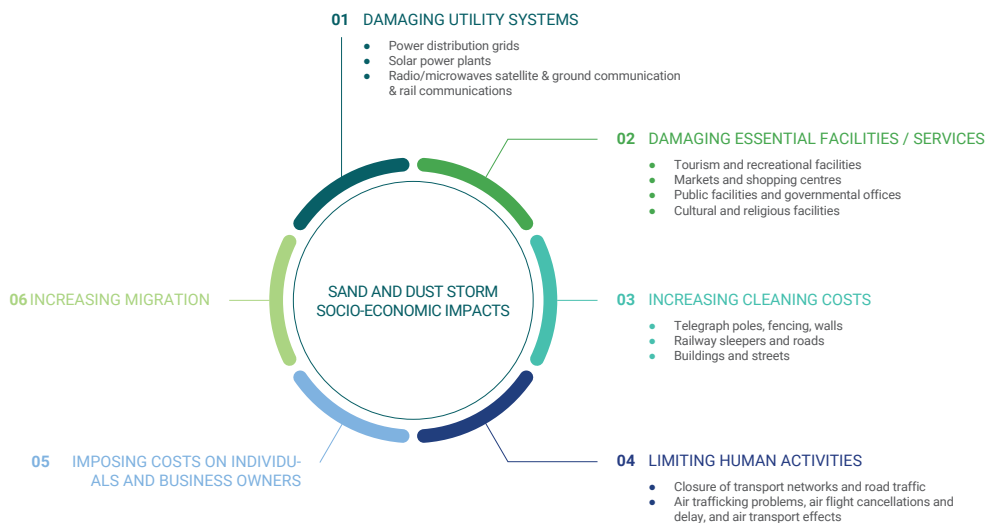 01 DAMAGING UTILITY SYSTEMS
● Power distribution grids
● Solar power plants
● Radio/microwaves satellite & ground communication
& rail communications
02 DAMAGING ESSENTIAL FACILITIES / SERVICES
● Tourism and recreational facilities
● Markets and shopping centres
● Public facilities and governmental offices
● Cultural and religious facilities
SAND AND DUST STORM
SOCIO-ECONOMIC IMPACTS
03 INCREASING CLEANING COSTS
● Telegraph poles, fencing, walls
● Railway sleepers and roads
● Buildings and streets
04 LIMITING HUMAN ACTIVITIES
● Closure of transport networks and road traffic
● Air trafficking problems, air flight cancellations and
delay, and air transport effects
05 IMPOSING COSTS ON INDIVIDU-
ALS AND BUSINESS OWNERS
06 INCREASING MIGRATION